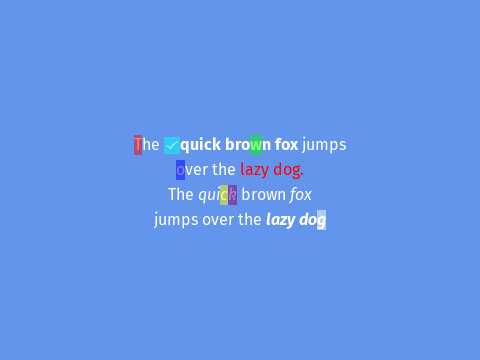 The ✓quick brown fox jumps
over the lazy dog.
The quick brown fox
jumps over the lazy dog